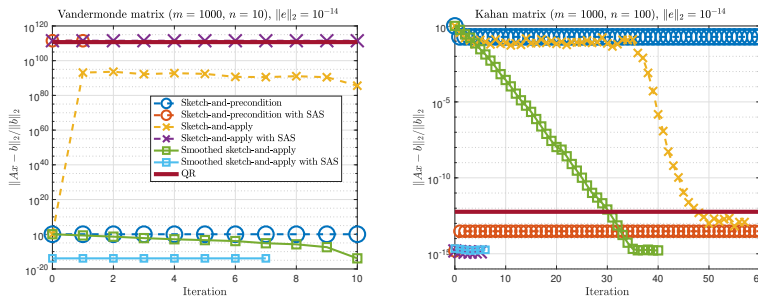 Vandermonde matrix (m = 1000, n = 10), ‖e‖₂ = 10⁻¹⁴
10¹²⁰
10¹⁰⁰
10⁸⁰
10⁶⁰
10⁴⁰
10²⁰
10⁰
10⁻²⁰
‖Ax − b‖₂/‖b‖₂
Sketch-and-precondition
Sketch-and-precondition with SAS
Sketch-and-apply
Sketch-and-apply with SAS
Smoothed sketch-and-apply
Smoothed sketch-and-apply with SAS
QR
0 2 4 6 8 10
Iteration
Kahan matrix (m = 1000, n = 100), ‖e‖₂ = 10⁻¹⁴
10⁰
10⁻⁵
10⁻¹⁰
10⁻¹⁵
‖Ax − b‖₂/‖b‖₂
0 10 20 30 40 50 60
Iteration